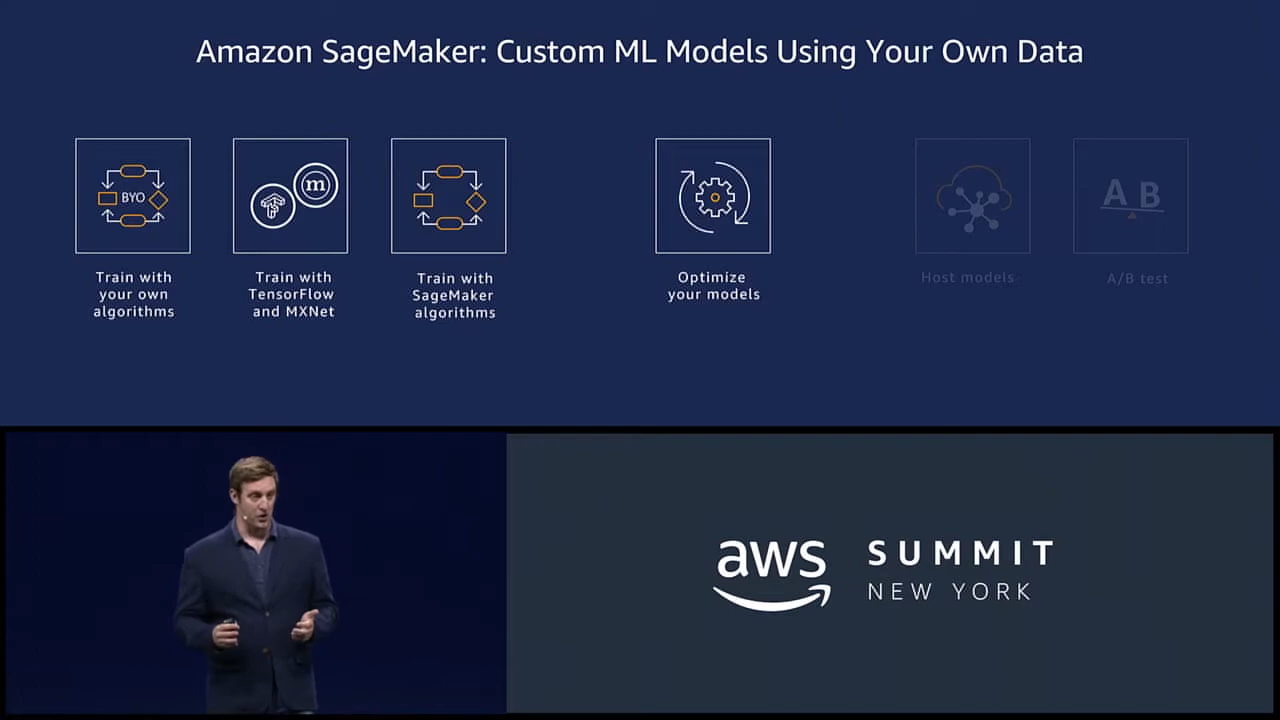 Amazon SageMaker: Custom ML Models Using Your Own Data
BYO
m
A B
Train with
your own
algorithms
Train with
TensorFlow
and MXNet
Train with
SageMaker
algorithms
Optimize
your models
Host models
A/B test
aws
SUMMIT
NEW YORK